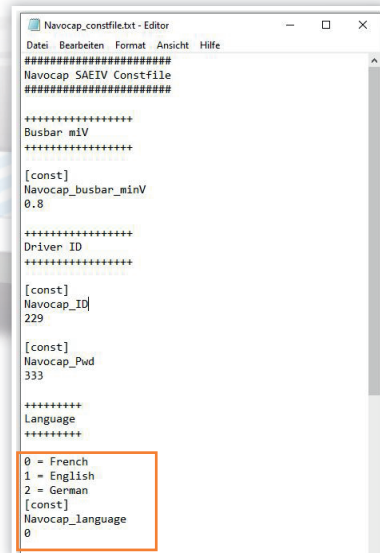 Navocap_constfile.txt - Editor
Datei Bearbeiten Format Ansicht Hilfe
#######################
Navocap SAEIV Constfile
#######################
+++++++++++++++++
Busbar miV
+++++++++++++++++
[const]
Navocap_busbar_minV
0.8
+++++++++++++++++
Driver ID
+++++++++++++++++
[const]
Navocap_ID
229
[const]
Navocap_Pwd
333
+++++++++
Language
+++++++++
0 = French
1 = English
2 = German
[const]
Navocap_language
0